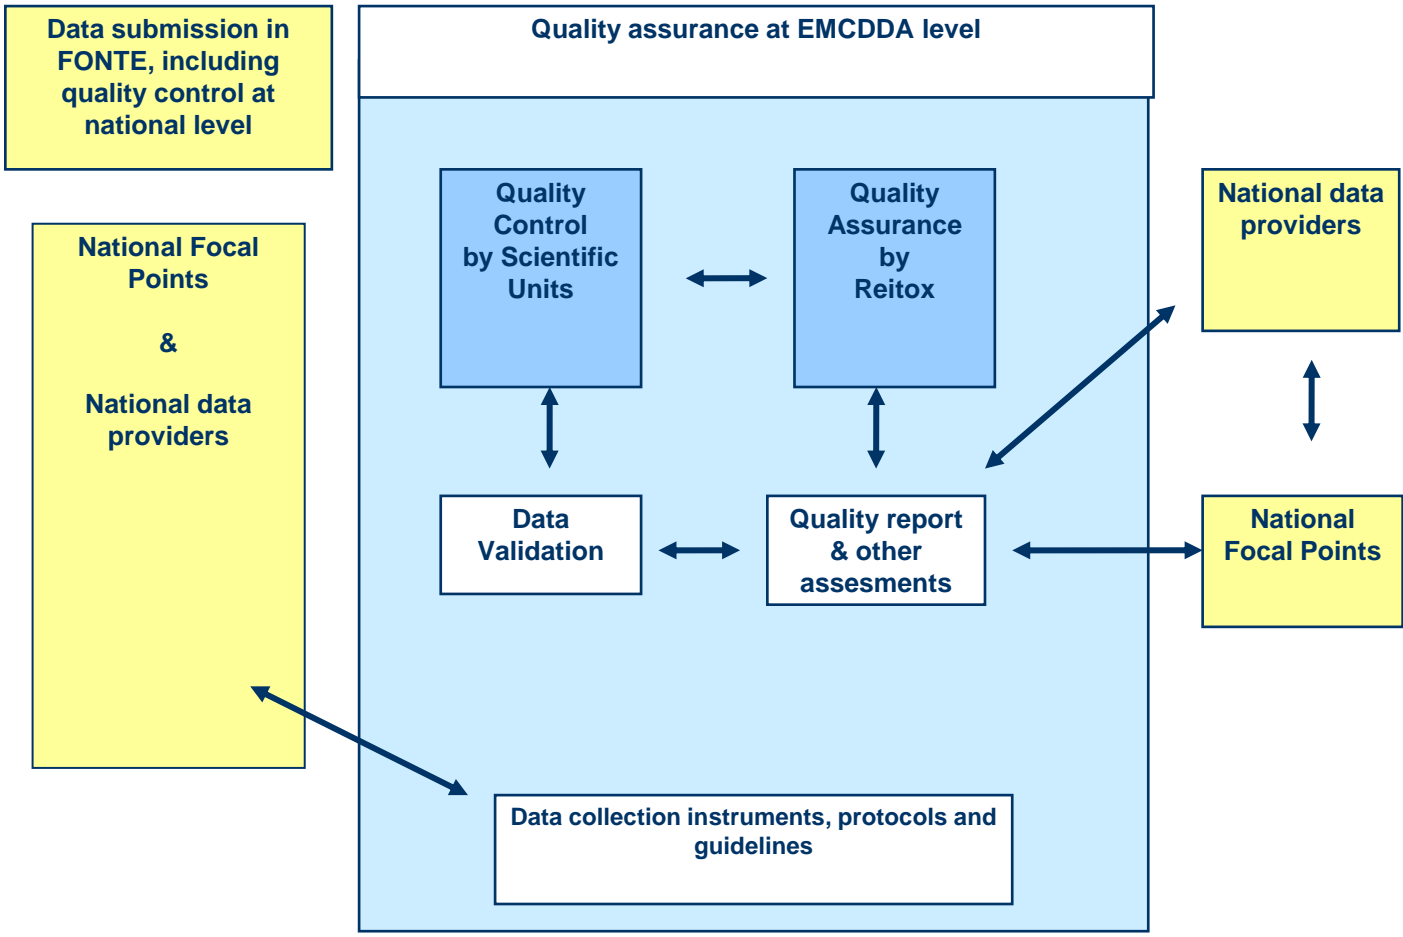 Data submission in
FONTE, including
quality control at
national level
Quality assurance at EMCDDA level
National Focal
Points
&
National data
providers
Quality
Control
by Scientific
Units
Quality
Assurance
by
Reitox
National data
providers
Data
Validation
Quality report
& other
assesments
National
Focal Points
Data collection instruments, protocols and
guidelines